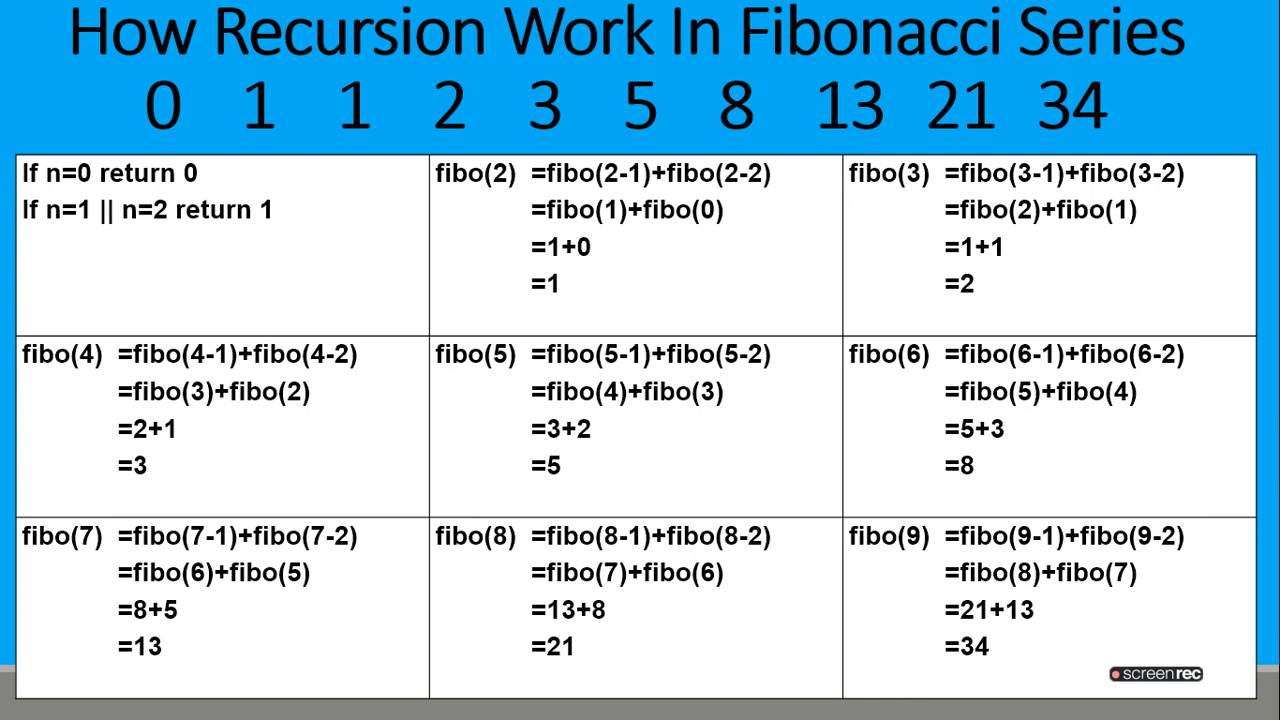 How Recursion Work In Fibonacci Series
0 1 1 2 3 5 8 13 21 34
If n=0 return 0
If n=1 || n=2 return 1
fibo(2) =fibo(2-1)+fibo(2-2)
=fibo(1)+fibo(0)
=1+0
=1
fibo(3) =fibo(3-1)+fibo(3-2)
=fibo(2)+fibo(1)
=1+1
=2
fibo(4) =fibo(4-1)+fibo(4-2)
=fibo(3)+fibo(2)
=2+1
=3
fibo(5) =fibo(5-1)+fibo(5-2)
=fibo(4)+fibo(3)
=3+2
=5
fibo(6) =fibo(6-1)+fibo(6-2)
=fibo(5)+fibo(4)
=5+3
=8
fibo(7) =fibo(7-1)+fibo(7-2)
=fibo(6)+fibo(5)
=8+5
=13
fibo(8) =fibo(8-1)+fibo(8-2)
=fibo(7)+fibo(6)
=13+8
=21
fibo(9) =fibo(9-1)+fibo(9-2)
=fibo(8)+fibo(7)
=21+13
=34
screenrec